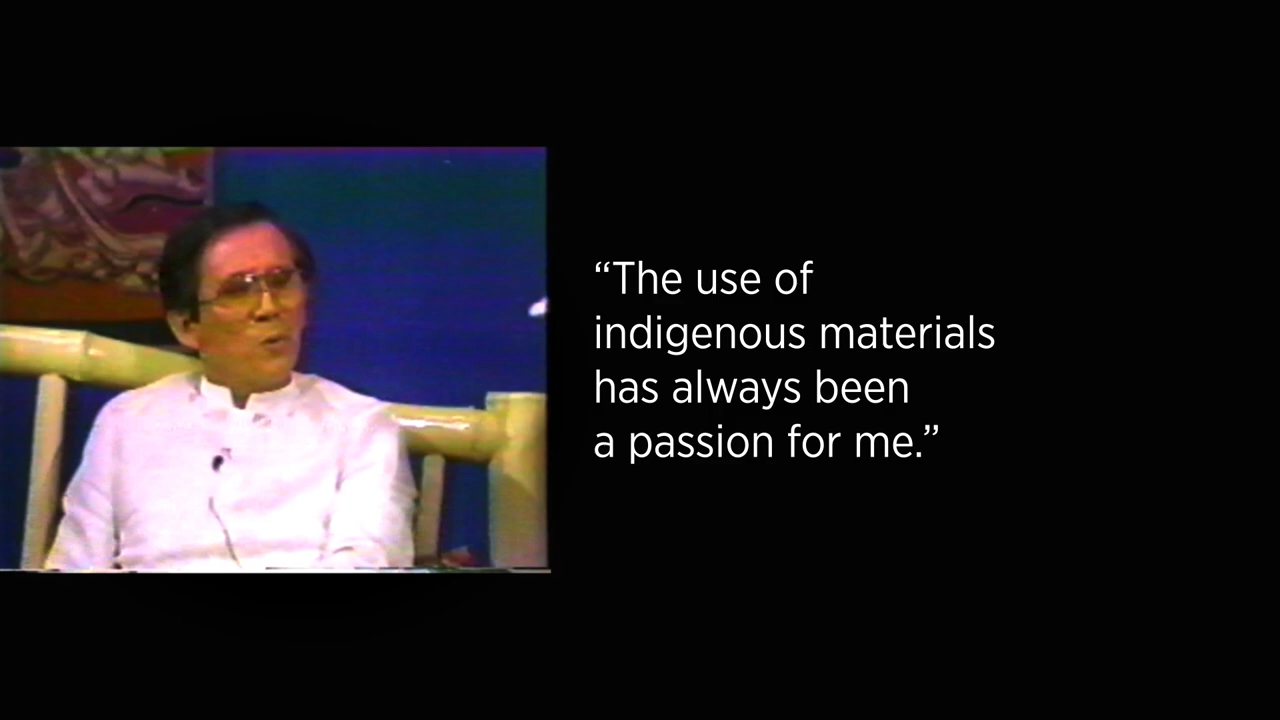 “The use of
indigenous materials
has always been
a passion for me.”